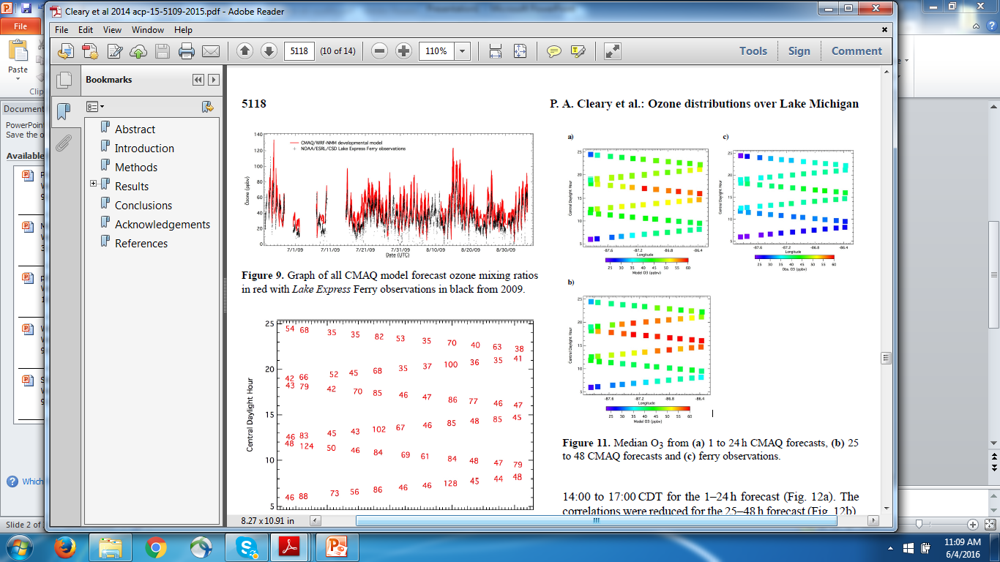 Cleary et al 2014 acp-15-5109-2015.pdf - Adobe Reader
File
File Edit View Window Help
Paste
5118 (10 of 14) 110% Tools Sign Comment
Clip
Document
PowerPoint
Save the o
Available
Which
Slide 2 of
Bookmarks
Abstract
Introduction
Methods
Results
Conclusions
Acknowledgements
References
5118 P. A. Cleary et al.: Ozone distributions over Lake Michigan
CMAQ/WRF-NMM developmental model
NOAA/ESRL/CSD Lake Express Ferry observations
Ozone (ppbv)
140
120
100
80
60
40
20
0
7/1/09 7/11/09 7/21/09 7/31/09 8/10/09 8/20/09 8/30/09
Date (UTC)
Figure 9. Graph of all CMAQ model forecast ozone mixing ratios
in red with Lake Express Ferry observations in black from 2009.
Central Daylight Hour
25
20
15
10
5
54 68 35 35 82 53 35 70 40 63 38
42 66 52 45 68 35 37 100 36 35 41
43 79 42 70 85 46 47 86 77 46 47
46 83 45 43 102 67 46 85 48 85 45
48 124 50 46 84 69 61 84 48 47 79
46 88 73 56 86 46 46 128 45 44 48
a)
Central Daylight Hour
25
20
15
10
5
-87.6 -87.2 -86.8 -86.4
Longitude
25 30 35 40 45 50 55 60
Model O3 (ppbv)
c)
Central Daylight Hour
25
20
15
10
5
-87.6 -87.2 -86.8 -86.4
Longitude
25 30 35 40 45 50 55 60
Obs. O3 (ppbv)
b)
Central Daylight Hour
25
20
15
10
5
-87.6 -87.2 -86.8 -86.4
Longitude
25 30 35 40 45 50 55 60
Model O3 (ppbv)
Figure 11. Median O3 from (a) 1 to 24 h CMAQ forecasts, (b) 25
to 48 CMAQ forecasts and (c) ferry observations.
14:00 to 17:00 CDT for the 1–24 h forecast (Fig. 12a). The
correlations were reduced for the 25–48 h forecast (Fig. 12b)
8.27 x 10.91 in
11:09 AM
6/4/2016